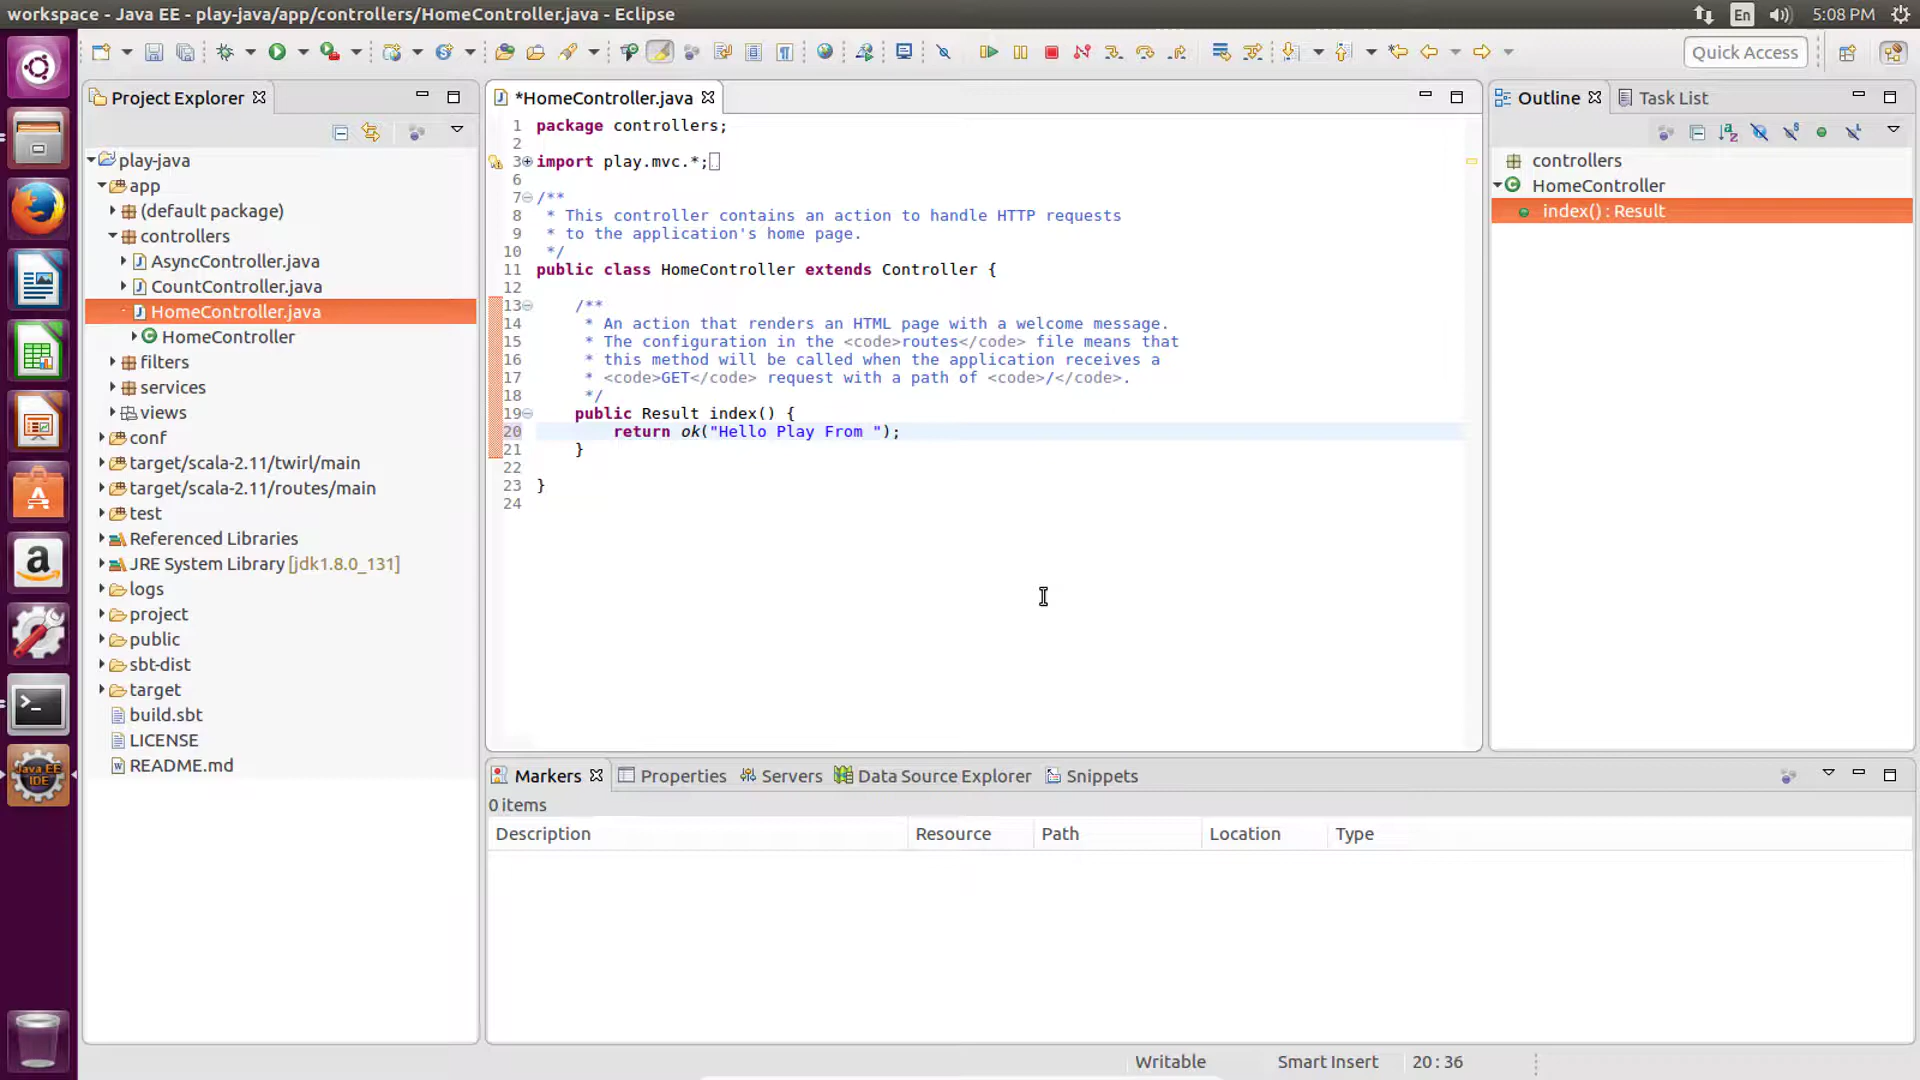 workspace - Java EE - play-java/app/controllers/HomeController.java - Eclipse
En
5:08 PM
Quick Access
Project Explorer
play-java
app
(default package)
controllers
AsyncController.java
CountController.java
HomeController.java
HomeController
filters
services
views
conf
target/scala-2.11/twirl/main
target/scala-2.11/routes/main
test
Referenced Libraries
JRE System Library [jdk1.8.0_131]
logs
project
public
sbt-dist
target
build.sbt
LICENSE
README.md
Java EE
IDE
*HomeController.java
1 package controllers;
2
3 import play.mvc.*;
6
7 /**
8 * This controller contains an action to handle HTTP requests
9 * to the application's home page.
10 */
11 public class HomeController extends Controller {
12
13 /**
14 * An action that renders an HTML page with a welcome message.
15 * The configuration in the <code>routes</code> file means that
16 * this method will be called when the application receives a
17 * <code>GET</code> request with a path of <code>/</code>.
18 */
19 public Result index() {
20 return ok("Hello Play From ");
21 }
22
23 }
24
Outline
Task List
controllers
HomeController
index() : Result
Markers
Properties
Servers
Data Source Explorer
Snippets
0 items
Description Resource Path Location Type
Writable
Smart Insert
20 : 36